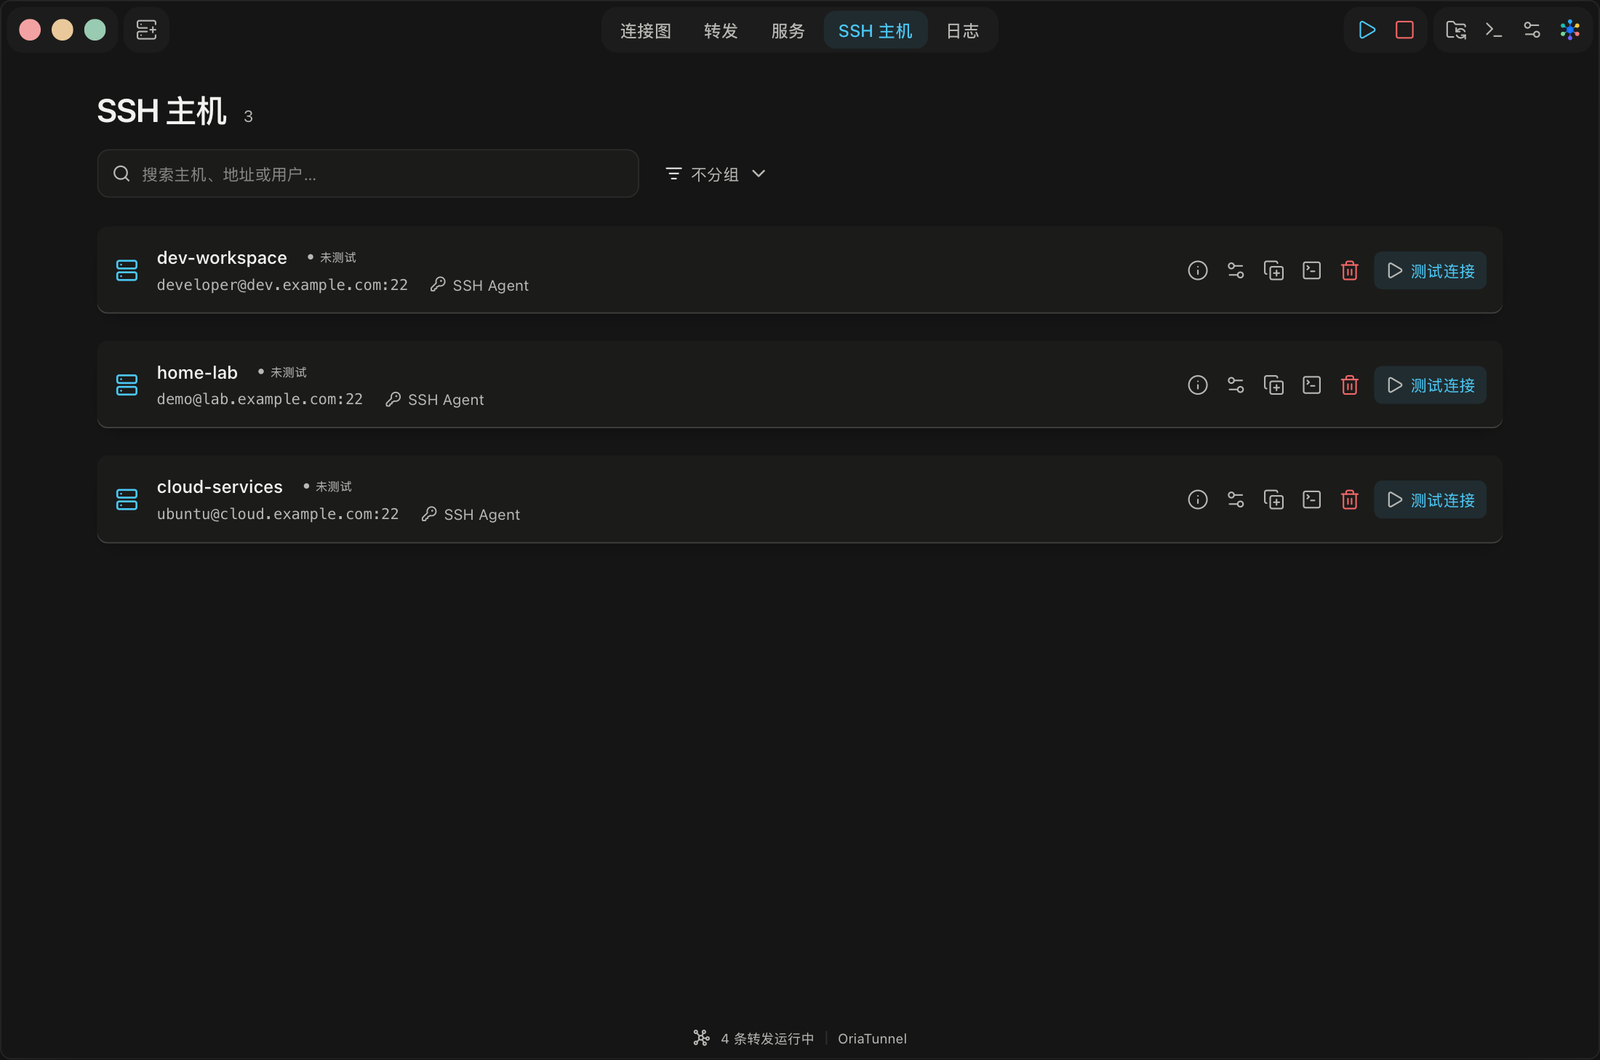 连接图 转发 服务 SSH 主机 日志
SSH 主机 3
搜索主机、地址或用户... 不分组
dev-workspace • 未测试
developer@dev.example.com:22 SSH Agent 测试连接
home-lab • 未测试
demo@lab.example.com:22 SSH Agent 测试连接
cloud-services • 未测试
ubuntu@cloud.example.com:22 SSH Agent 测试连接
4 条转发运行中 OriaTunnel